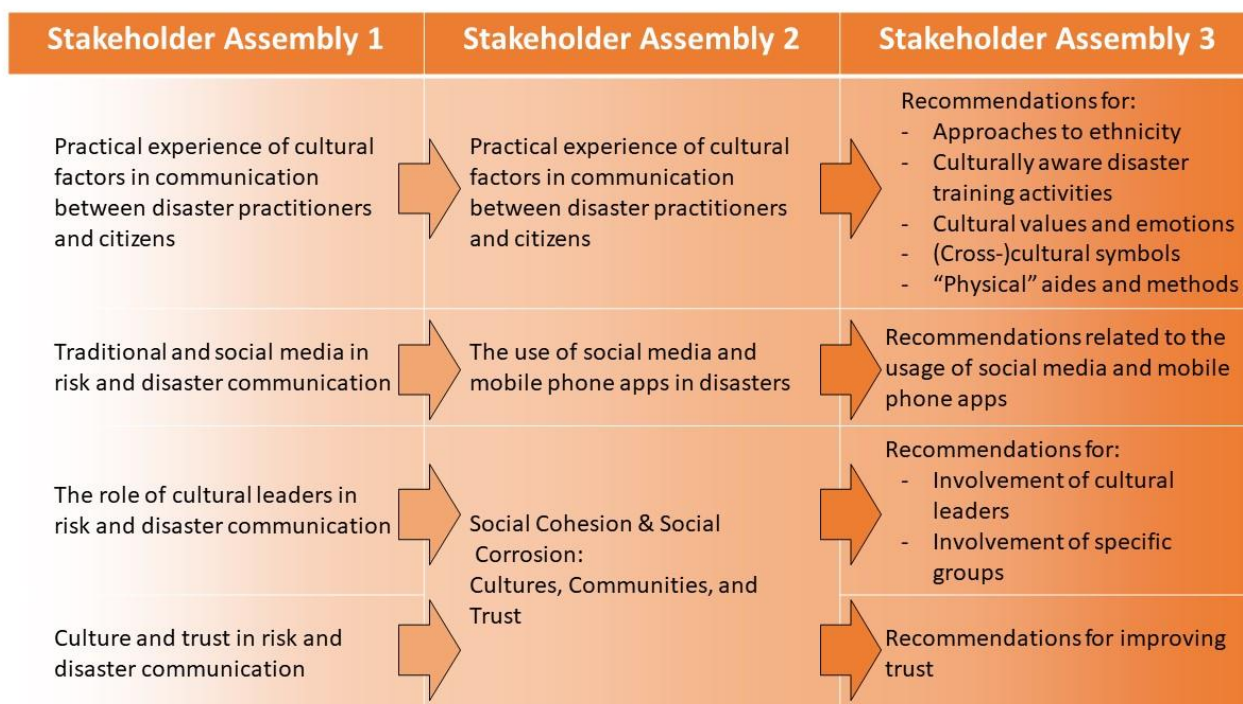 Stakeholder Assembly 1
Stakeholder Assembly 2
Stakeholder Assembly 3
Practical experience of cultural
factors in communication
between disaster practitioners
and citizens
Practical experience of cultural
factors in communication
between disaster practitioners
and citizens
Recommendations for:
- Approaches to ethnicity
- Culturally aware disaster
training activities
- Cultural values and emotions
- (Cross-)cultural symbols
- “Physical” aides and methods
Traditional and social media in
risk and disaster communication
The use of social media and
mobile phone apps in disasters
Recommendations related to the
usage of social media and mobile
phone apps
The role of cultural leaders in
risk and disaster communication
Social Cohesion & Social
Corrosion:
Cultures, Communities, and
Trust
Recommendations for:
- Involvement of cultural
leaders
- Involvement of specific
groups
Culture and trust in risk and
disaster communication
Recommendations for improving
trust